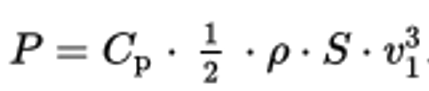 P = C_p · 1/2 · ρ · S · v_1^3.